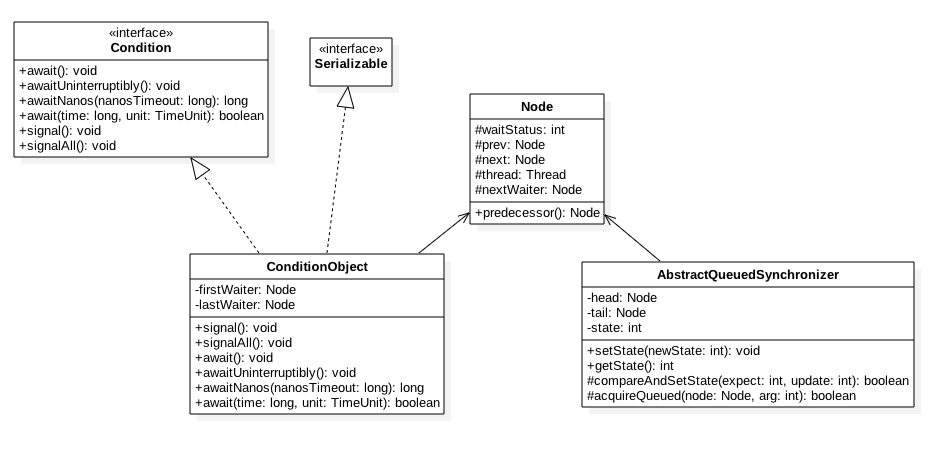 «interface»
Condition
+await(): void
+awaitUninterruptibly(): void
+awaitNanos(nanosTimeout: long): long
+await(time: long, unit: TimeUnit): boolean
+signal(): void
+signalAll(): void
«interface»
Serializable
Node
#waitStatus: int
#prev: Node
#next: Node
#thread: Thread
#nextWaiter: Node
+predecessor(): Node
ConditionObject
-firstWaiter: Node
-lastWaiter: Node
+signal(): void
+signalAll(): void
+await(): void
+awaitUninterruptibly(): void
+awaitNanos(nanosTimeout: long): long
+await(time: long, unit: TimeUnit): boolean
AbstractQueuedSynchronizer
-head: Node
-tail: Node
-state: int
+setState(newState: int): void
+getState(): int
#compareAndSetState(expect: int, update: int): boolean
#acquireQueued(node: Node, arg: int): boolean